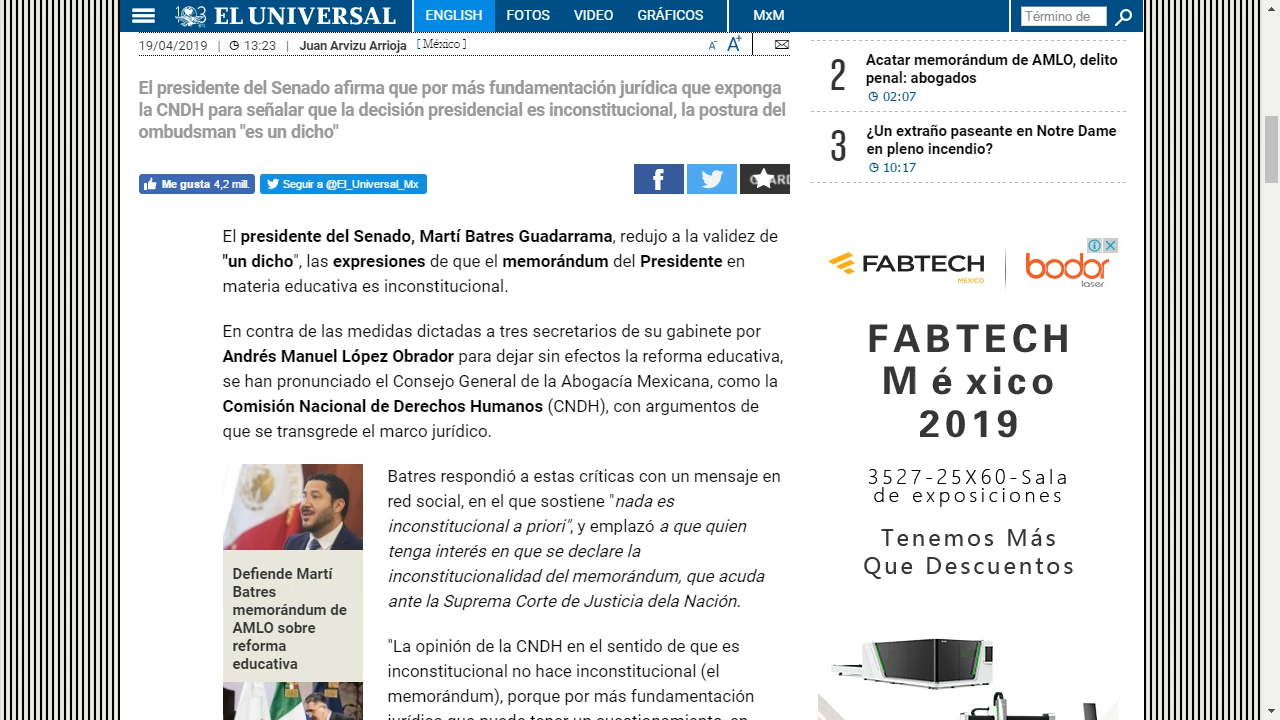 EL UNIVERSAL
ENGLISH
FOTOS
VIDEO
GRÁFICOS
MxM
Término de
19/04/2019 | 13:23 | Juan Arvizu Arrioja [ México ]
A- A+
El presidente del Senado afirma que por más fundamentación jurídica que exponga
la CNDH para señalar que la decisión presidencial es inconstitucional, la postura del
ombudsman "es un dicho"
Me gusta 4,2 mill.
Seguir a @El_Universal_Mx
El presidente del Senado, Martí Batres Guadarrama, redujo a la validez de
"un dicho", las expresiones de que el memorándum del Presidente en
materia educativa es inconstitucional.
En contra de las medidas dictadas a tres secretarios de su gabinete por
Andrés Manuel López Obrador para dejar sin efectos la reforma educativa,
se han pronunciado el Consejo General de la Abogacía Mexicana, como la
Comisión Nacional de Derechos Humanos (CNDH), con argumentos de
que se transgrede el marco jurídico.
Defiende Martí
Batres
memorándum de
AMLO sobre
reforma
educativa
Batres respondió a estas críticas con un mensaje en
red social, en el que sostiene "nada es
inconstitucional a priori", y emplazó a que quien
tenga interés en que se declare la
inconstitucionalidad del memorándum, que acuda
ante la Suprema Corte de Justicia dela Nación.
"La opinión de la CNDH en el sentido de que es
inconstitucional no hace inconstitucional (el
memorándum), porque por más fundamentación
jurídica que puede tener un cuestionamiento, en
2
Acatar memorándum de AMLO, delito
penal: abogados
02:07
3
¿Un extraño paseante en Notre Dame
en pleno incendio?
10:17
FABTECH
MÉXICO
bodor
laser
FABTECH
México
2019
3527-25X60-Sala
de exposiciones
Tenemos Más
Que Descuentos